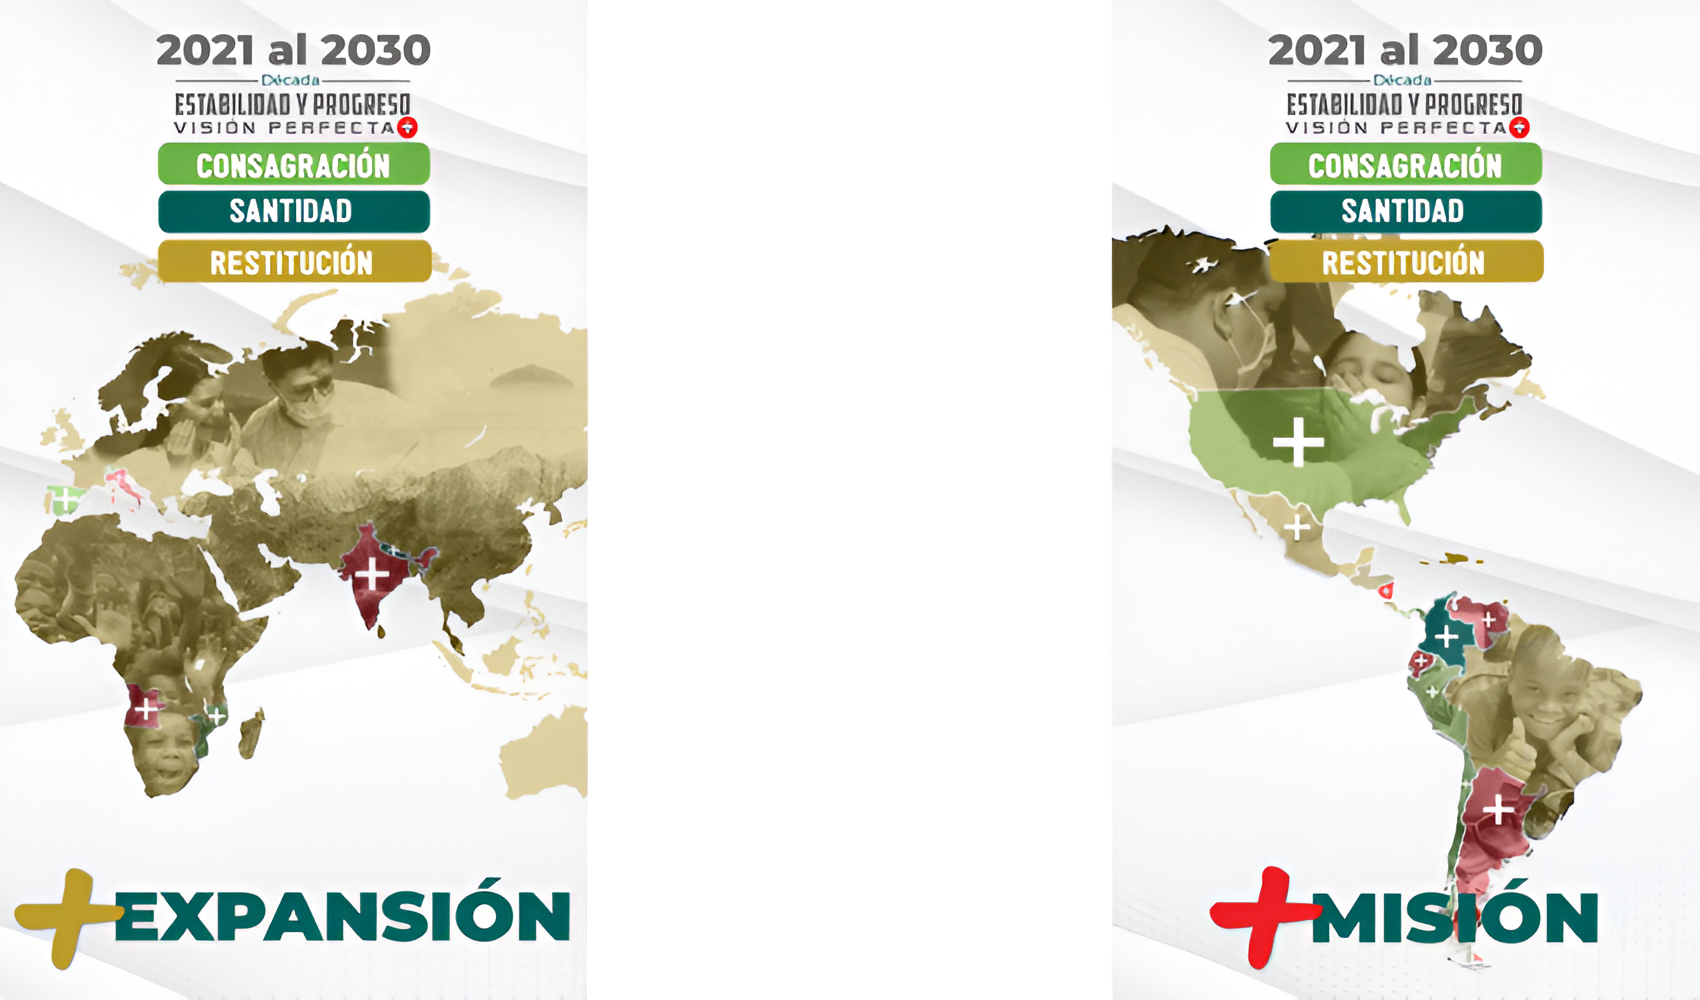 2021 al 2030
Década
ESTABILIDAD Y PROGRESO
VISIÓN PERFECTA
CONSAGRACIÓN
SANTIDAD
RESTITUCIÓN
+EXPANSIÓN
2021 al 2030
Década
ESTABILIDAD Y PROGRESO
VISIÓN PERFECTA
CONSAGRACIÓN
SANTIDAD
RESTITUCIÓN
+MISIÓN